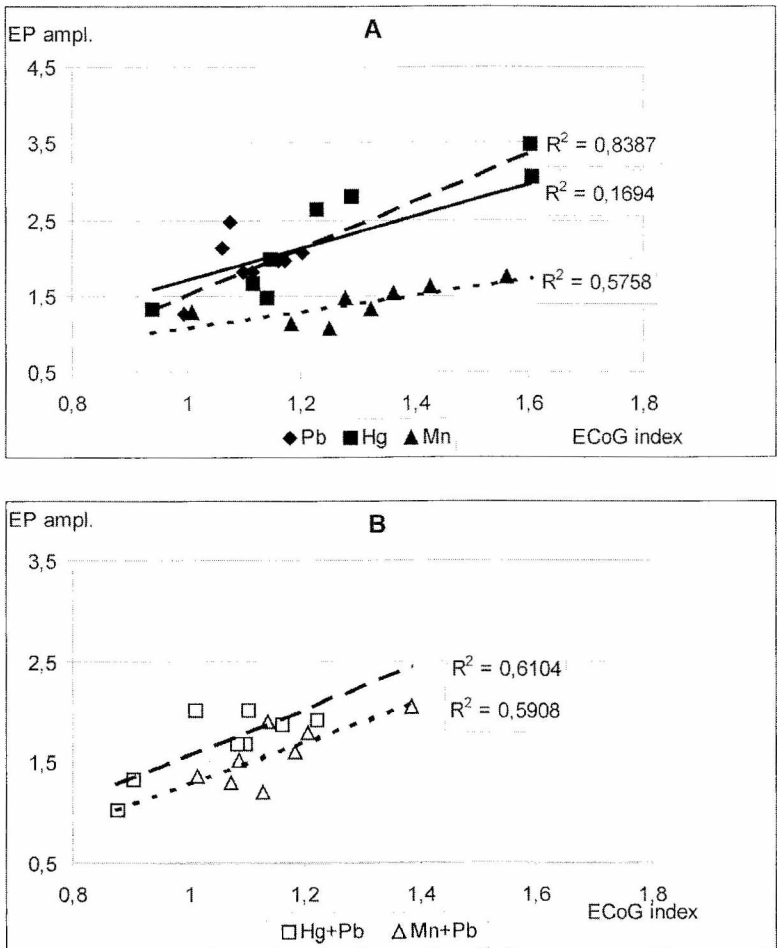 A
EP ampl.
4,5
3,5
2,5
1,5
0,5
R² = 0,8387
R² = 0,1694
R² = 0,5758
0,8 1 1,2 1,4 1,6 1,8
◆Pb ■Hg ▲Mn ECoG index
B
EP ampl.
3,5
2,5
1,5
0,5
R² = 0,6104
R² = 0,5908
0,8 1 1,2 1,4 1,6 1,8
ECoG index
□Hg+Pb △Mn+Pb